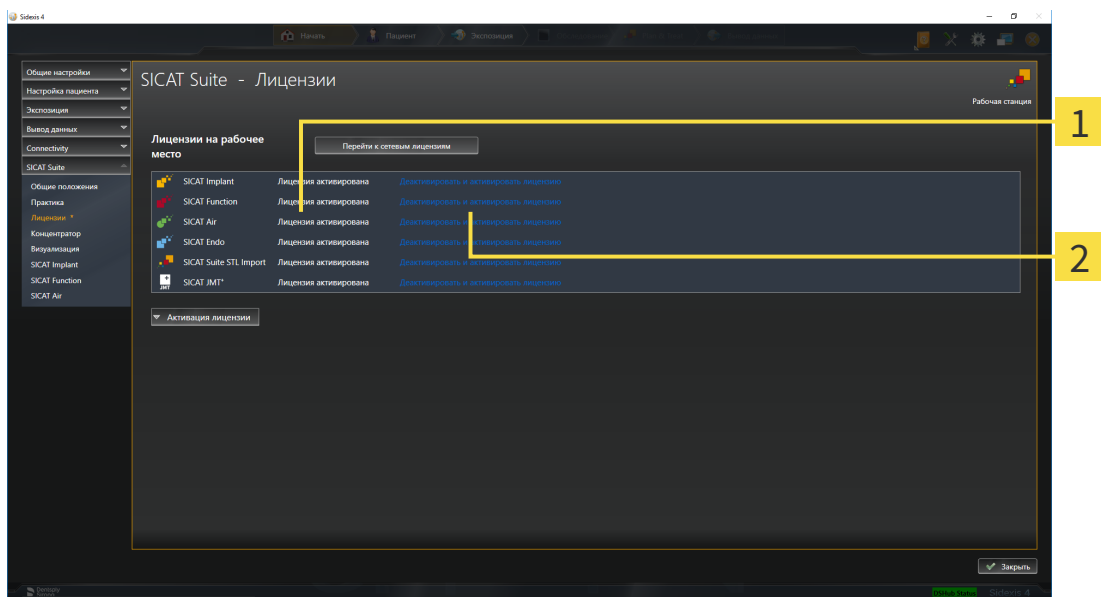 Sidexis 4
Начать
Пациент
Экспозиция
Общие настройки
Настройка пациента
Экспозиция
Вывод данных
Connectivity
SICAT Suite
Общие положения
Практика
Лицензии *
Концентратор
Визуализация
SICAT Implant
SICAT Function
SICAT Air
SICAT Suite - Лицензии
Рабочая станция
Лицензии на рабочее
место
Перейти к сетевым лицензиям
SICAT Implant Лицензия активирована Деактивировать и активировать лицензию
SICAT Function Лицензия активирована Деактивировать и активировать лицензию
SICAT Air Лицензия активирована Деактивировать и активировать лицензию
SICAT Endo Лицензия активирована Деактивировать и активировать лицензию
SICAT Suite STL Import Лицензия активирована Деактивировать и активировать лицензию
SICAT JMT+ Лицензия активирована Деактивировать и активировать лицензию
Активация лицензии
1
2
Закрыть
Dentsply
Sirona
Sidexis 4